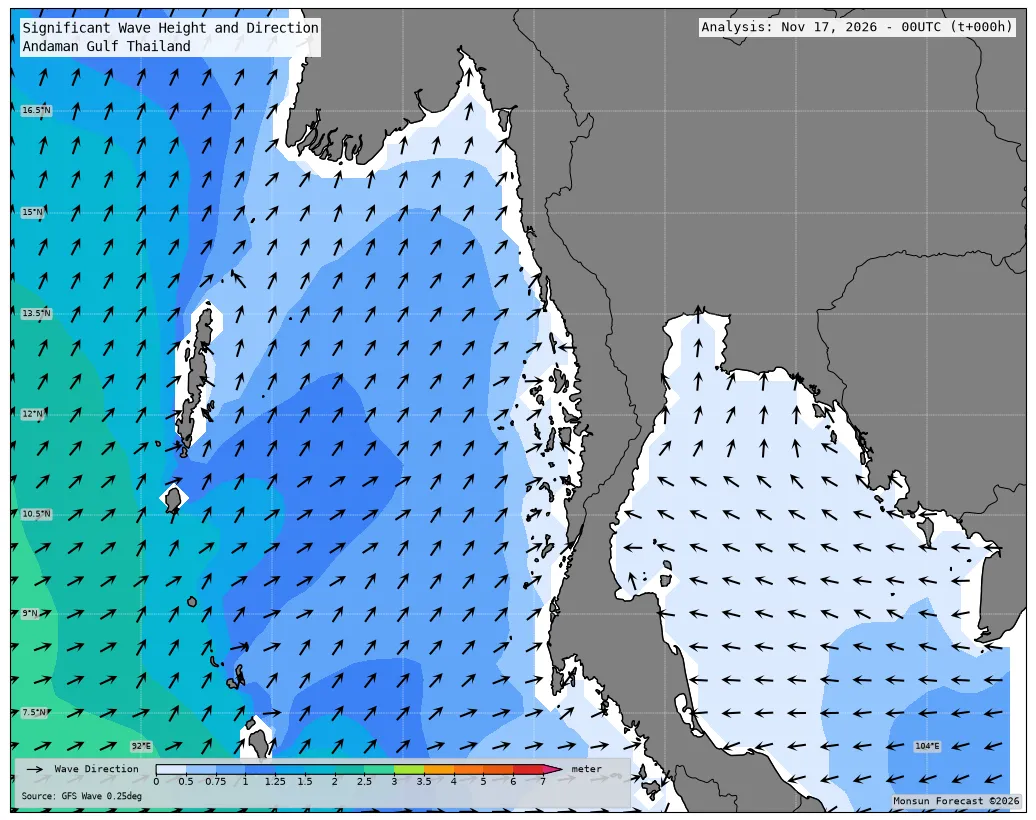 Significant Wave Height and Direction
Andaman Gulf Thailand
Analysis: Nov 17, 2026 - 00UTC (t+000h)
16.5°N
15°N
13.5°N
12°N
10.5°N
9°N
7.5°N
92°E
104°E
Wave Direction
meter
0 0.5 0.75 1 1.25 1.5 2 2.5 3 3.5 4 5 6 7
Source: GFS Wave 0.25deg
Monsun Forecast ©2026